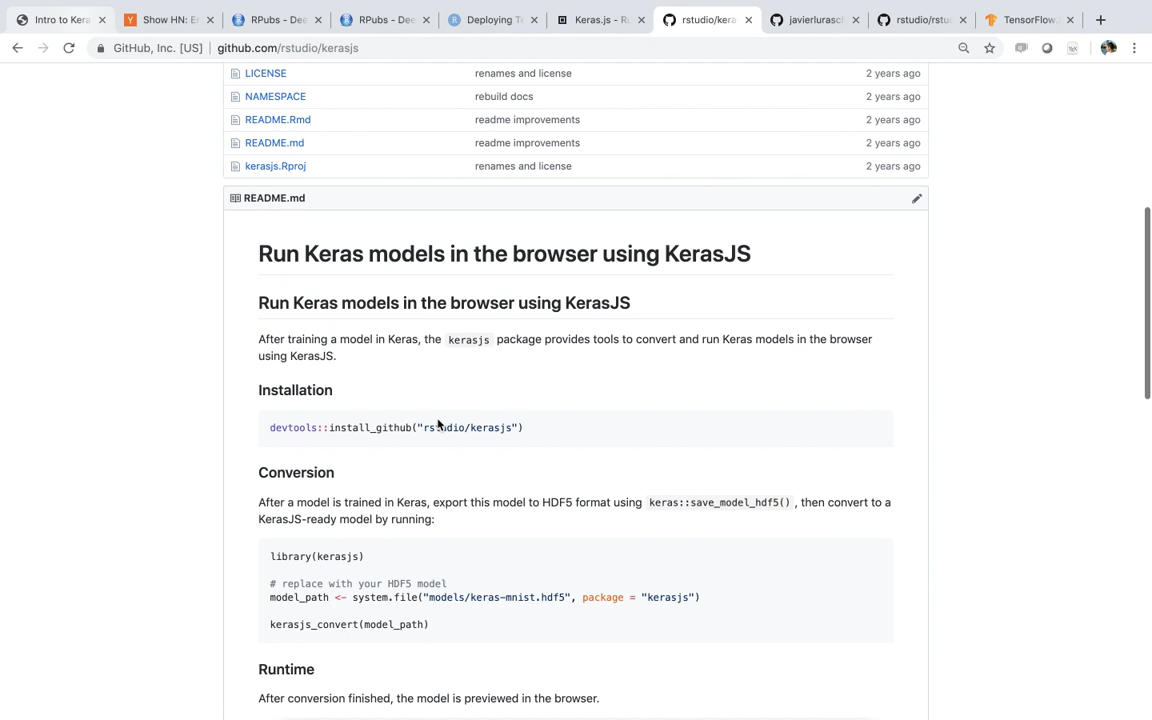 Intro to Kera
Show HN: Er
RPubs - Dee
RPubs - Dee
Deploying Te
Keras.js - Ru
rstudio/kera
javierlurasch
rstudio/rstu
TensorFlow.
GitHub, Inc. [US] | github.com/rstudio/kerasjs
LICENSE renames and license 2 years ago
NAMESPACE rebuild docs 2 years ago
README.Rmd readme improvements 2 years ago
README.md readme improvements 2 years ago
kerasjs.Rproj renames and license 2 years ago
README.md
Run Keras models in the browser using KerasJS
Run Keras models in the browser using KerasJS
After training a model in Keras, the kerasjs package provides tools to convert and run Keras models in the browser
using KerasJS.
Installation
devtools::install_github("rstudio/kerasjs")
Conversion
After a model is trained in Keras, export this model to HDF5 format using keras::save_model_hdf5() , then convert to a
KerasJS-ready model by running:
library(kerasjs)
# replace with your HDF5 model
model_path <- system.file("models/keras-mnist.hdf5", package = "kerasjs")
kerasjs_convert(model_path)
Runtime
After conversion finished, the model is previewed in the browser.